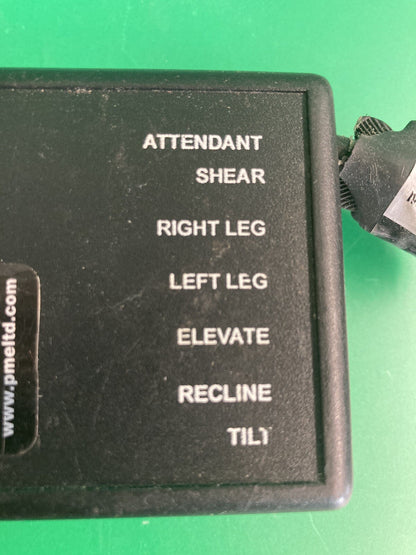 ATTENDANT
SHEAR
RIGHT LEG
LEFT LEG
ELEVATE
RECLINE
TILT
www.pmeltd.com